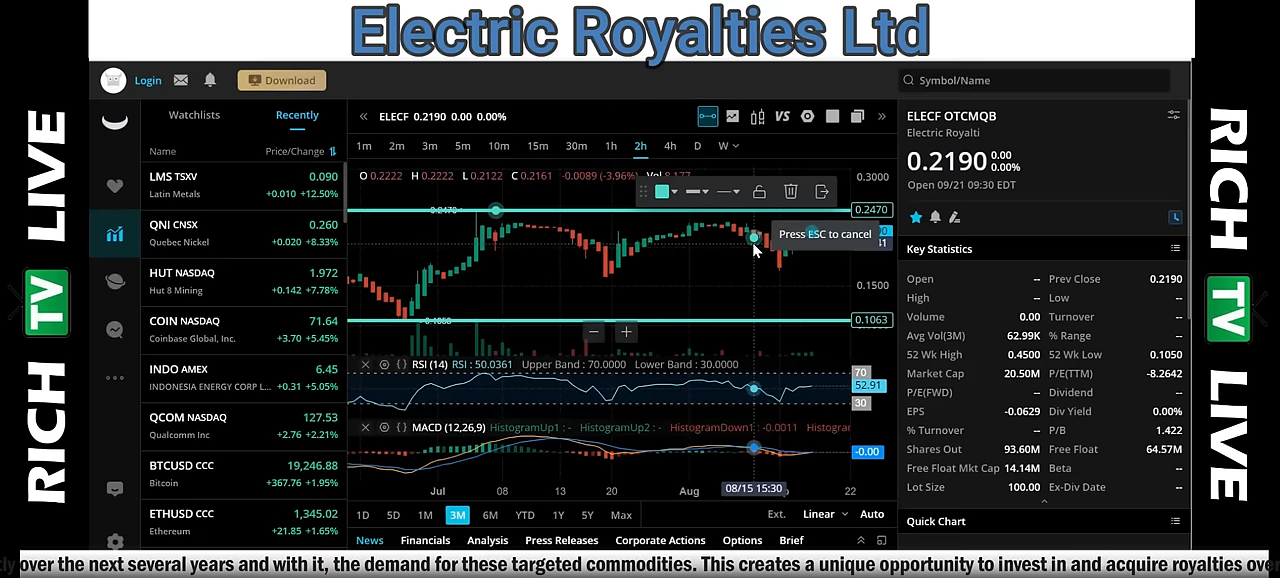 Electric Royalties Ltd
RICH TV LIVE
Login
Download
Symbol/Name
Watchlists
Recently
Name
Price/Change
LMS TSXV
0.090
Latin Metals
+0.010 +12.50%
QNI CNSX
0.260
Quebec Nickel
+0.020 +8.33%
HUT NASDAQ
1.972
Hut 8 Mining
+0.142 +7.78%
COIN NASDAQ
71.64
Coinbase Global, Inc.
+3.70 +5.45%
INDO AMEX
6.45
INDONESIA ENERGY CORP L...
+0.31 +5.05%
QCOM NASDAQ
127.53
Qualcomm Inc
+2.76 +2.21%
BTCUSD CCC
19,246.88
Bitcoin
+367.76 +1.95%
ETHUSD CCC
1,345.02
Ethereum
+21.85 +1.65%
ELECF 0.2190 0.00 0.00%
VS
1m 2m 3m 5m 10m 15m 30m 1h 2h 4h D W
O 0.2222 H 0.2222 L 0.2122 C 0.2161 -0.0089 (-3.96%) Vol 8.177
0.3000
0.2470
0.2470
Press ESC to cancel
0.1500
0.1063
0.1050
RSI (14) RSI : 50.0361 Upper Band : 70.0000 Lower Band : 30.0000
70
52.91
30
MACD (12,26,9) HistogramUp1 : - HistogramUp2 : - HistogramDown1 : -0.0011 Histograr
-0.00
Jul 08 13 20 Aug 08/15 15:30 22
1D 5D 1M 3M 6M YTD 1Y 5Y Max
Ext. Linear Auto
News Financials Analysis Press Releases Corporate Actions Options Brief
ELECF OTCMQB
Electric Royalti
0.2190 0.00
0.00%
Open 09/21 09:30 EDT
Key Statistics
Open -- Prev Close 0.2190
High -- Low --
Volume 0.00 Turnover --
Avg Vol(3M) 62.99K % Range --
52 Wk High 0.4500 52 Wk Low 0.1050
Market Cap 20.50M P/E(TTM) -8.2642
P/E(FWD) -- Dividend --
EPS -0.0629 Div Yield 0.00%
% Turnover -- P/B 1.422
Shares Out 93.60M Free Float 64.57M
Free Float Mkt Cap 14.14M Beta --
Lot Size 100.00 Ex-Div Date --
Quick Chart
RICH TV LIVE
over the next several years and with it, the demand for these targeted commodities. This creates a unique opportunity to invest in and acquire royalties